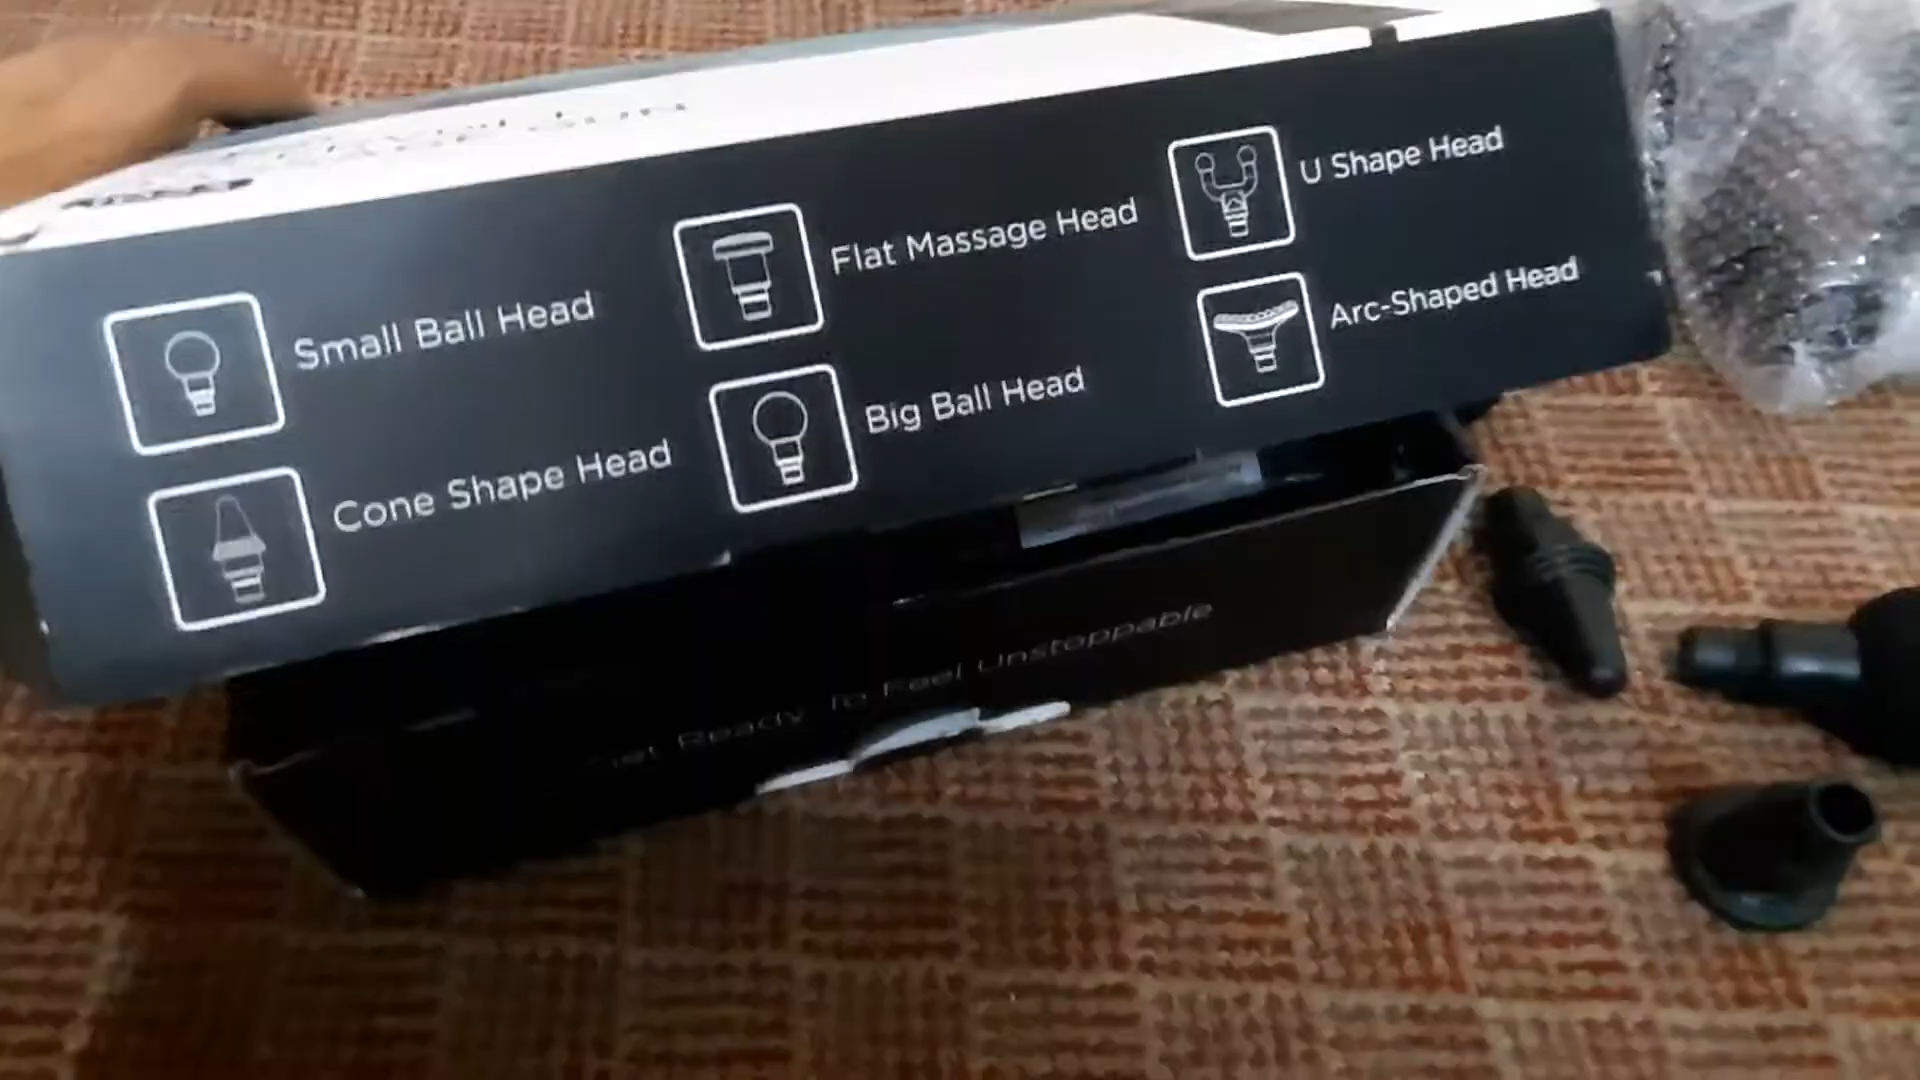 Small Ball Head
Flat Massage Head
U Shape Head
Cone Shape Head
Big Ball Head
Arc-Shaped Head
Ready To Feel Unstoppable